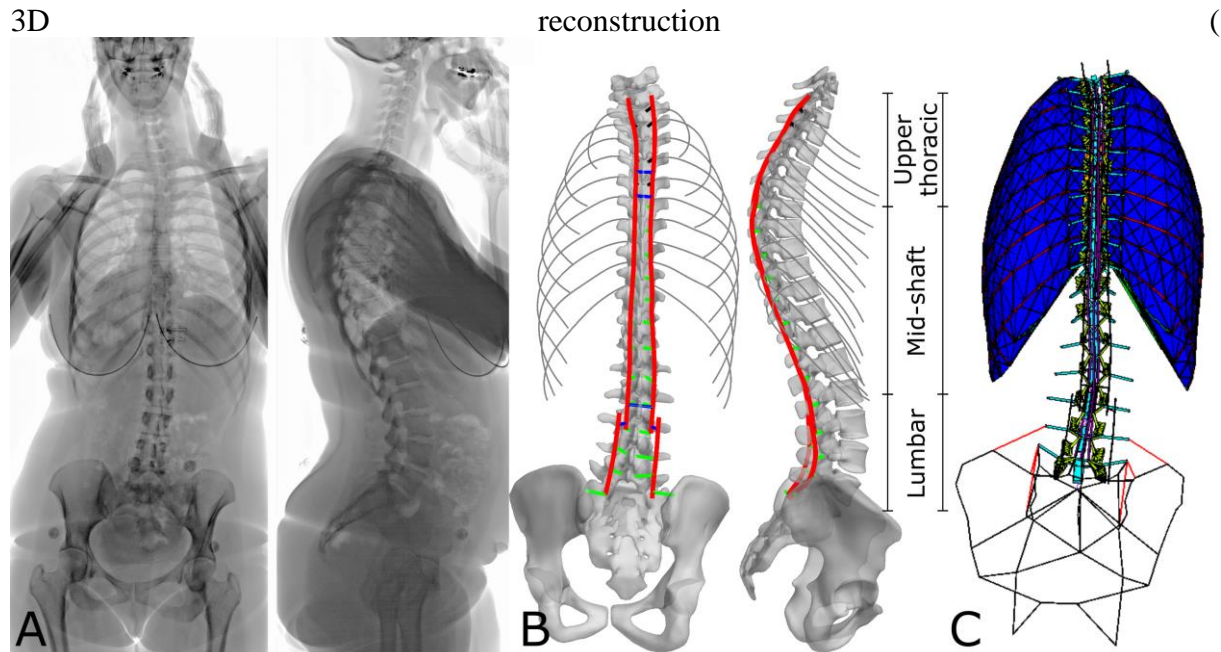 3D reconstruction (
Upper
thoracic
Mid-shaft
Lumbar
A
B
C